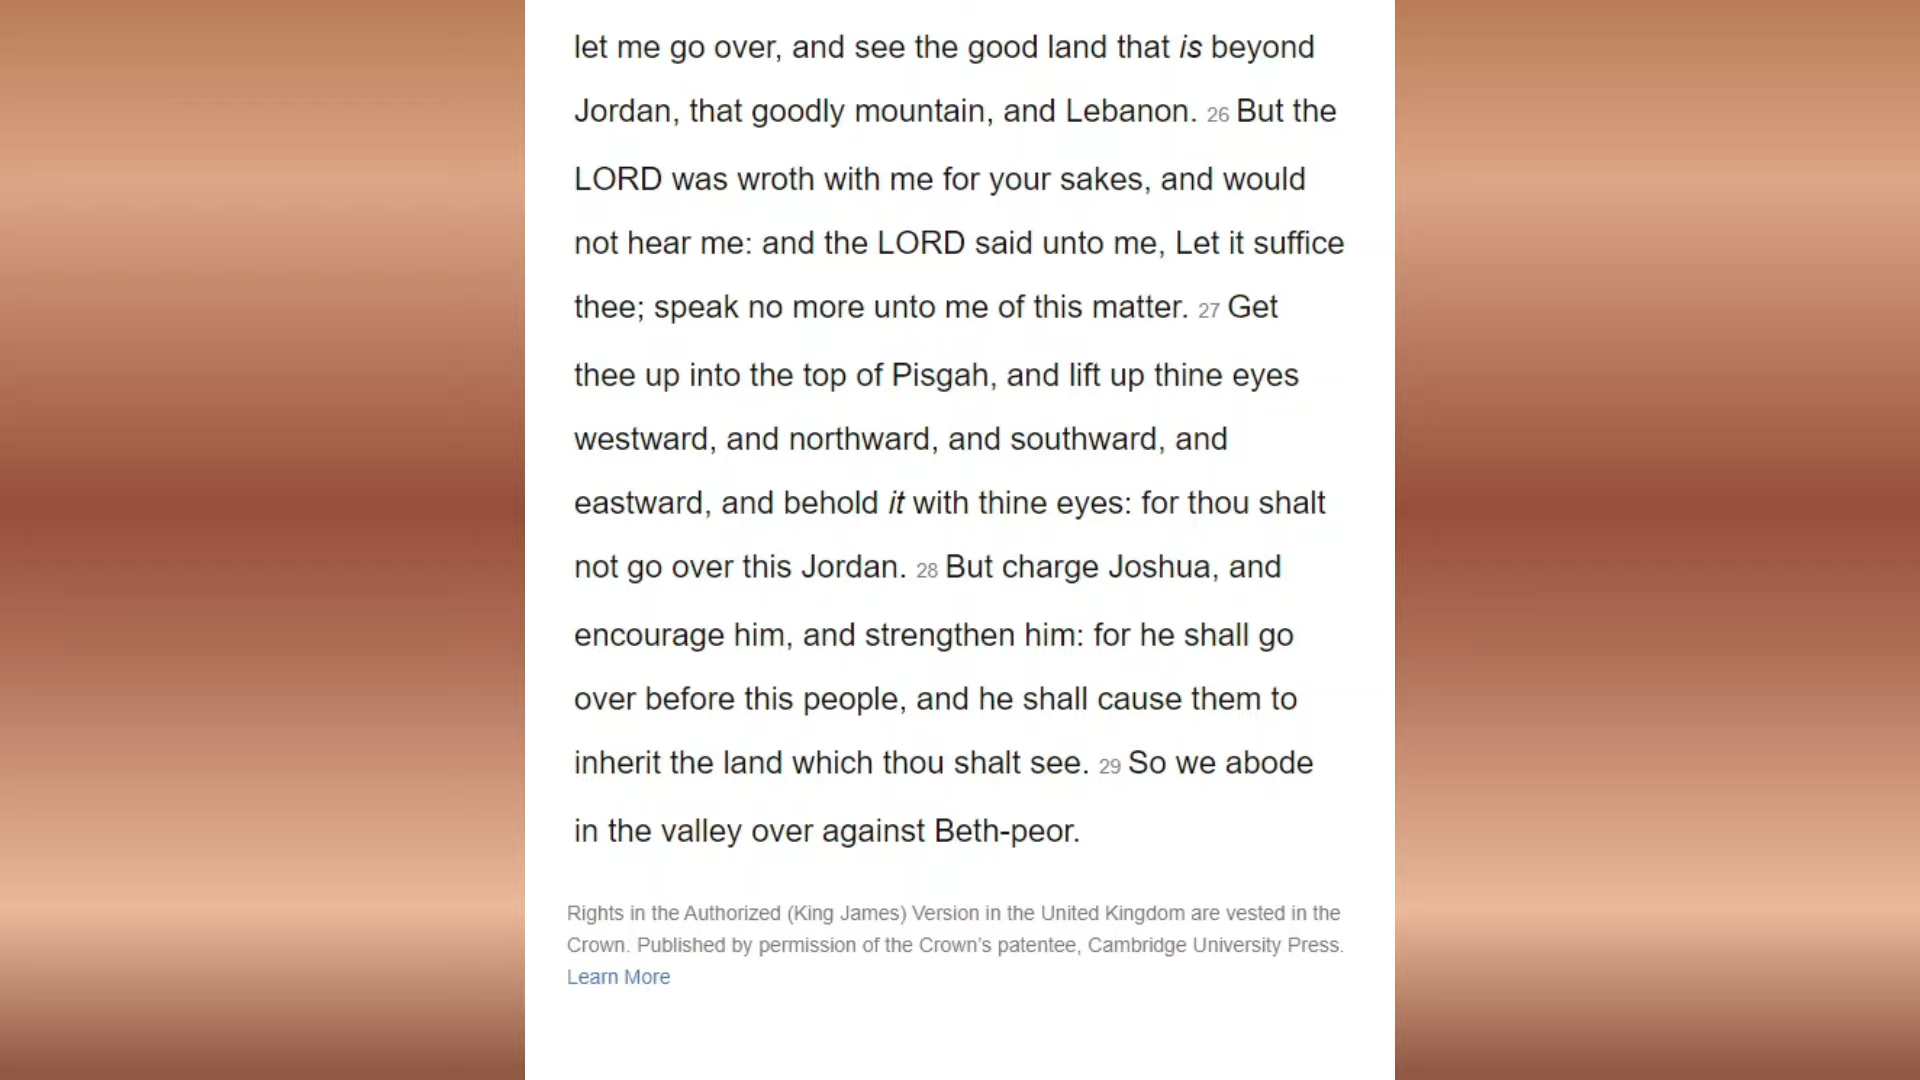 let me go over, and see the good land that is beyond
Jordan, that goodly mountain, and Lebanon. 26 But the
LORD was wroth with me for your sakes, and would
not hear me: and the LORD said unto me, Let it suffice
thee; speak no more unto me of this matter. 27 Get
thee up into the top of Pisgah, and lift up thine eyes
westward, and northward, and southward, and
eastward, and behold it with thine eyes: for thou shalt
not go over this Jordan. 28 But charge Joshua, and
encourage him, and strengthen him: for he shall go
over before this people, and he shall cause them to
inherit the land which thou shalt see. 29 So we abode
in the valley over against Beth-peor.
Rights in the Authorized (King James) Version in the United Kingdom are vested in the
Crown. Published by permission of the Crown’s patentee, Cambridge University Press.
Learn More